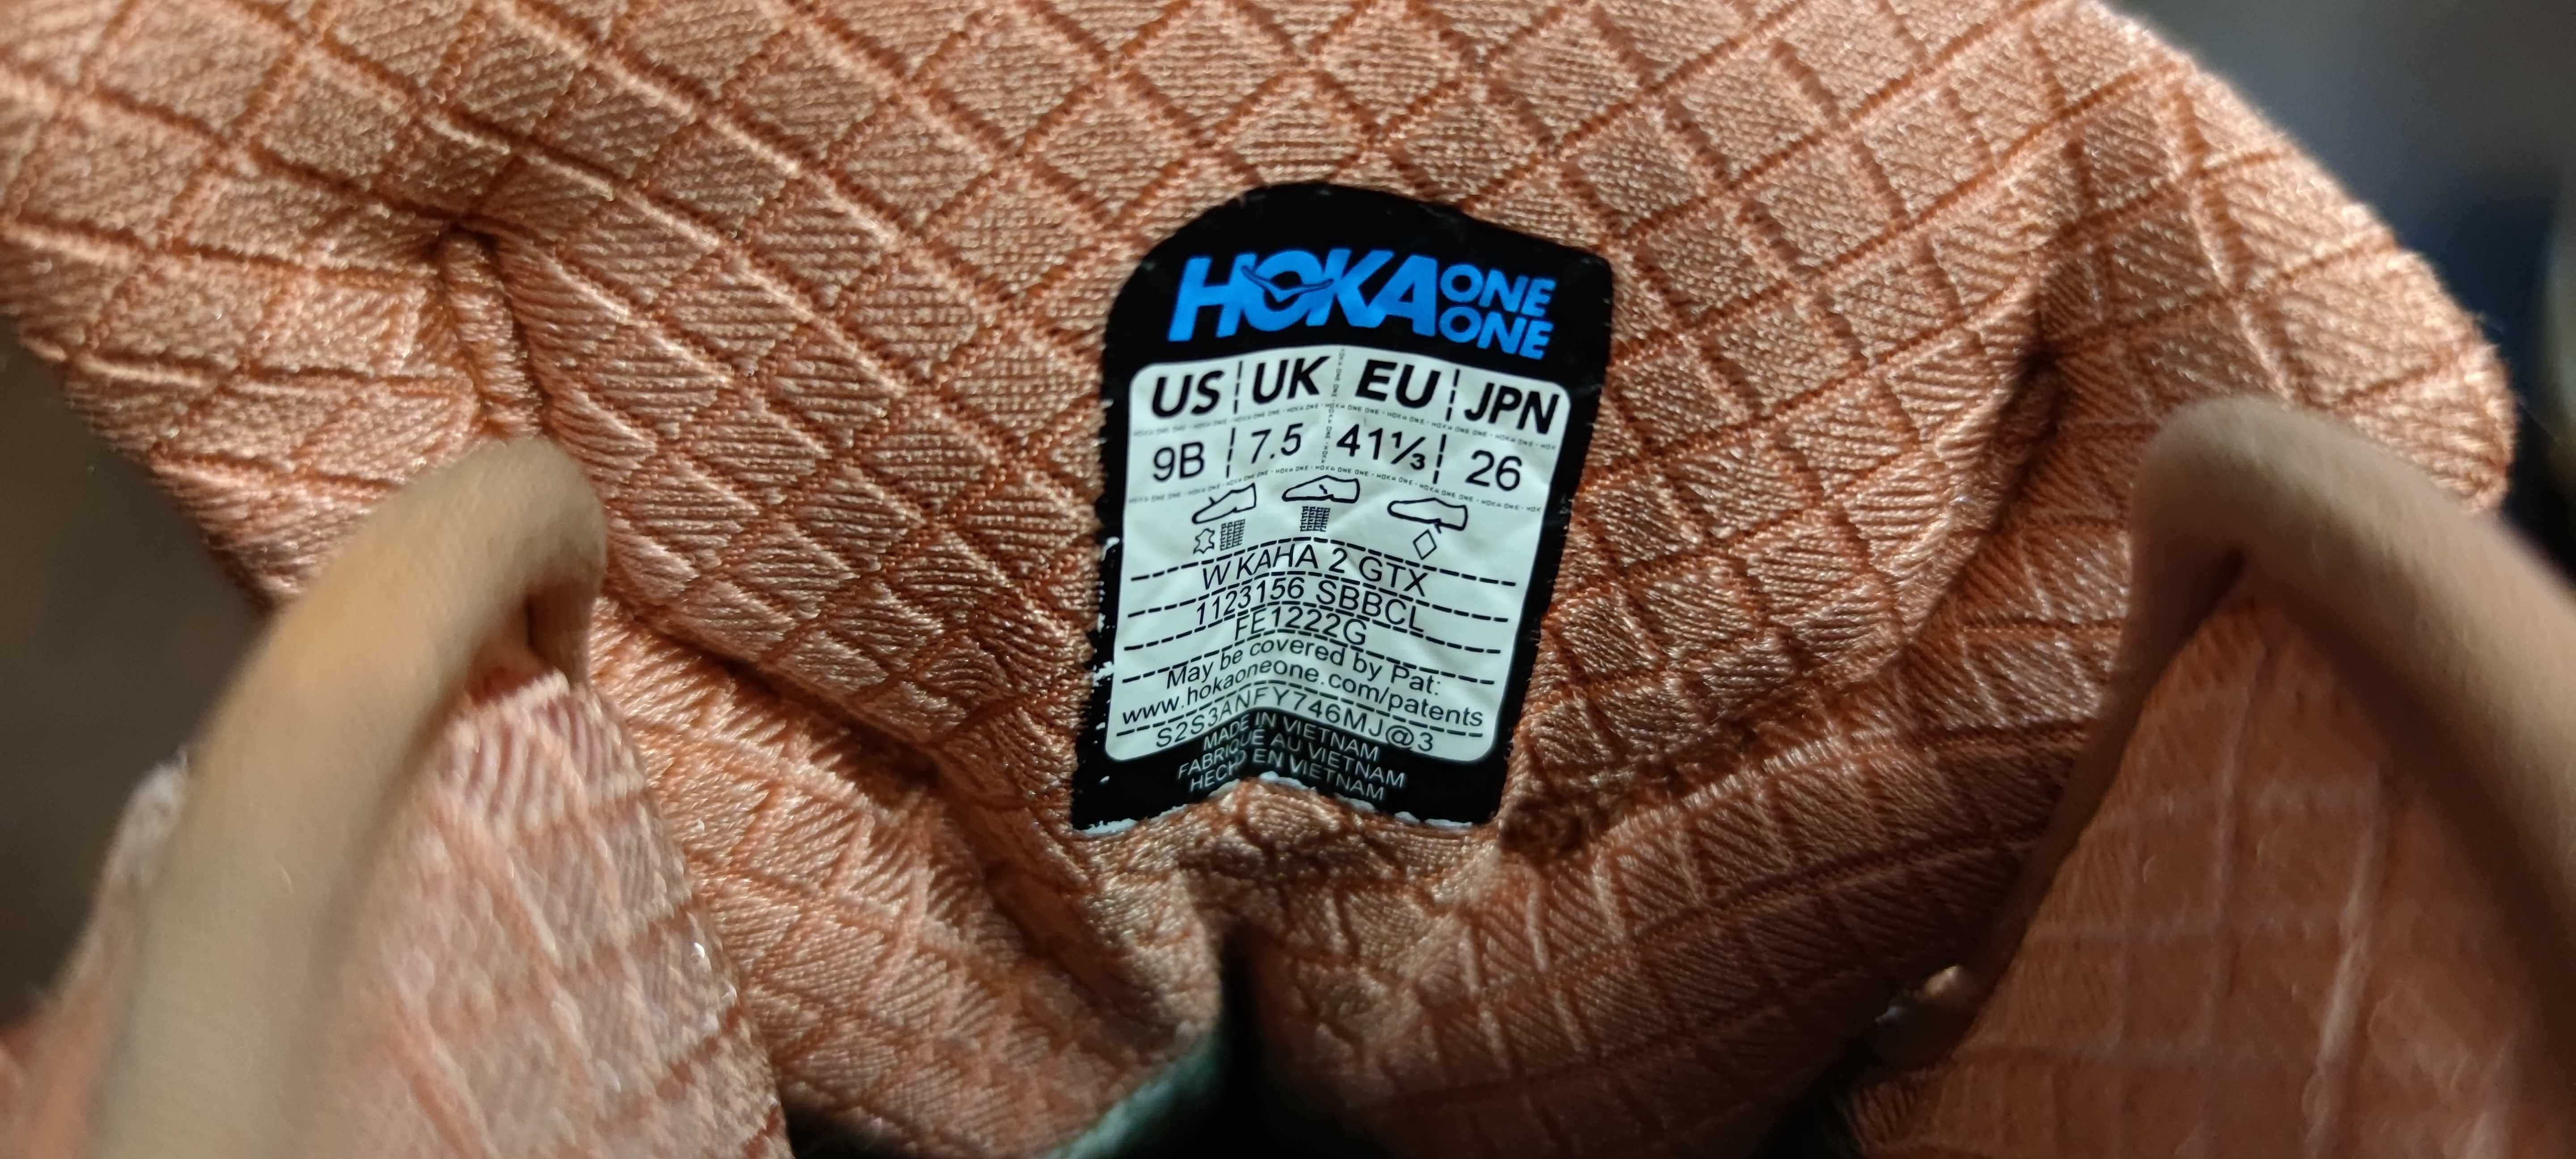 HOKA ONE ONE
US UK EU JPN
9B 7.5 41⅓ 26
W KAHA 2 GTX
1123156 SBBCL
FE1222G
May be covered by Pat:
www.hokaoneone.com/patents
S2S3ANFY746MJ@3
MADE IN VIETNAM
FABRIQUÉ AU VIETNAM
HECHO EN VIETNAM